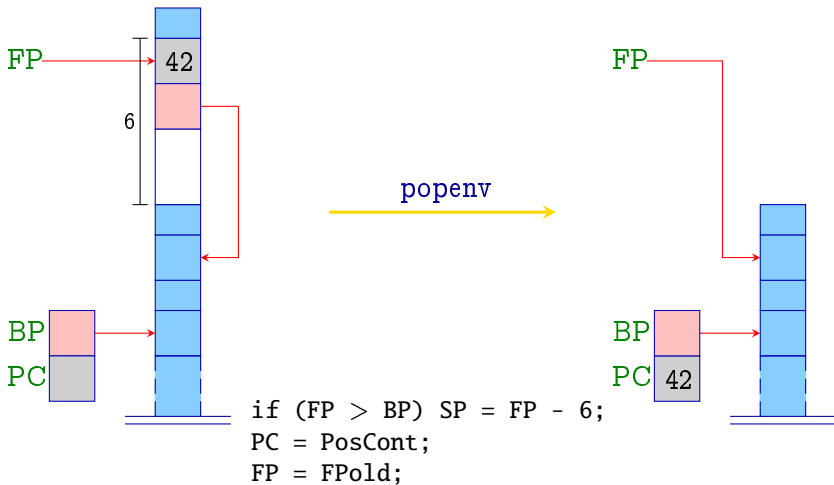 FP
42
6
popenv
BP
PC
FP
BP
PC
42
if (FP > BP) SP = FP - 6;
PC = PosCont;
FP = FPold;